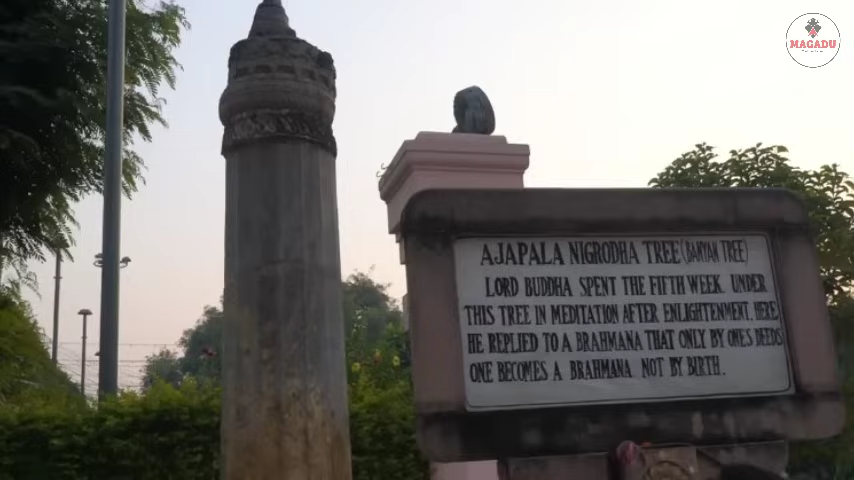 MAGADU
AJAPALA NIGRODHA TREE (BANYAN TREE)
LORD BUDDHA SPENT THE FIFTH WEEK UNDER
THIS TREE IN MEDITATION AFTER ENLIGHTENMENT. HERE
HE REPLIED TO A BRAHMANA THAT ONLY BY ONES DEEDS
ONE BECOMES A BRAHMANA NOT BY BIRTH.